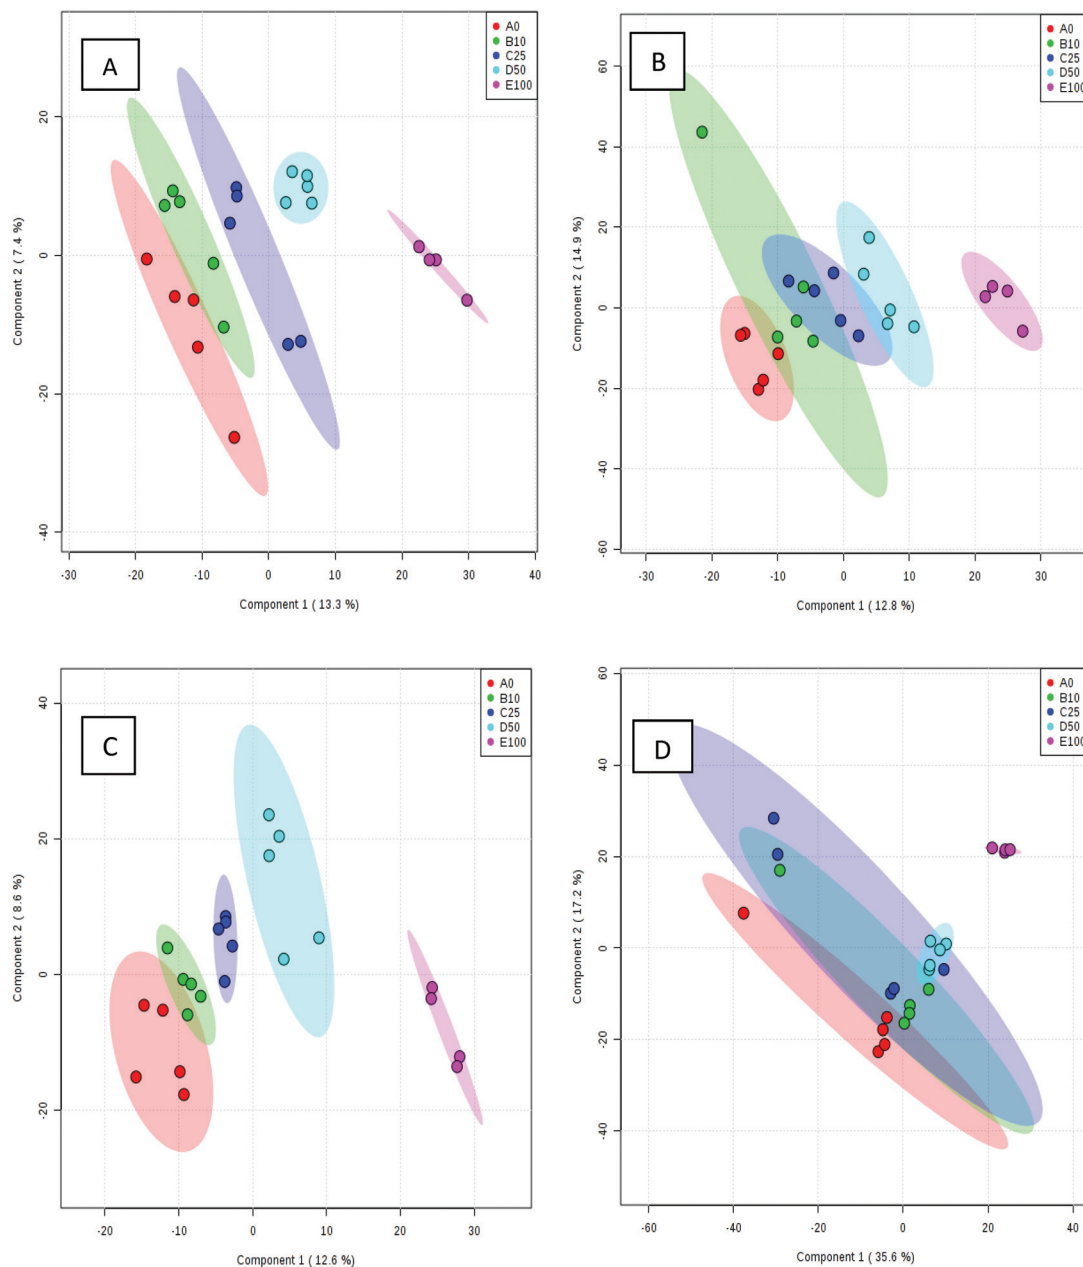 A
A0
B10
C25
D50
E100
20
0
-20
-40
Component 2 ( 7.4 %)
-30 -20 -10 0 10 20 30 40
Component 1 ( 13.3 %)
B
A0
B10
C25
D50
E100
60
40
20
0
-20
-40
-60
Component 2 ( 14.9 %)
-30 -20 -10 0 10 20 30
Component 1 ( 12.8 %)
C
A0
B10
C25
D50
E100
40
20
0
-20
Component 2 ( 8.6 %)
-20 -10 0 10 20 30
Component 1 ( 12.6 %)
D
A0
B10
C25
D50
E100
60
40
20
0
-20
-40
Component 2 ( 17.2 %)
-60 -40 -20 0 20 40
Component 1 ( 35.6 %)